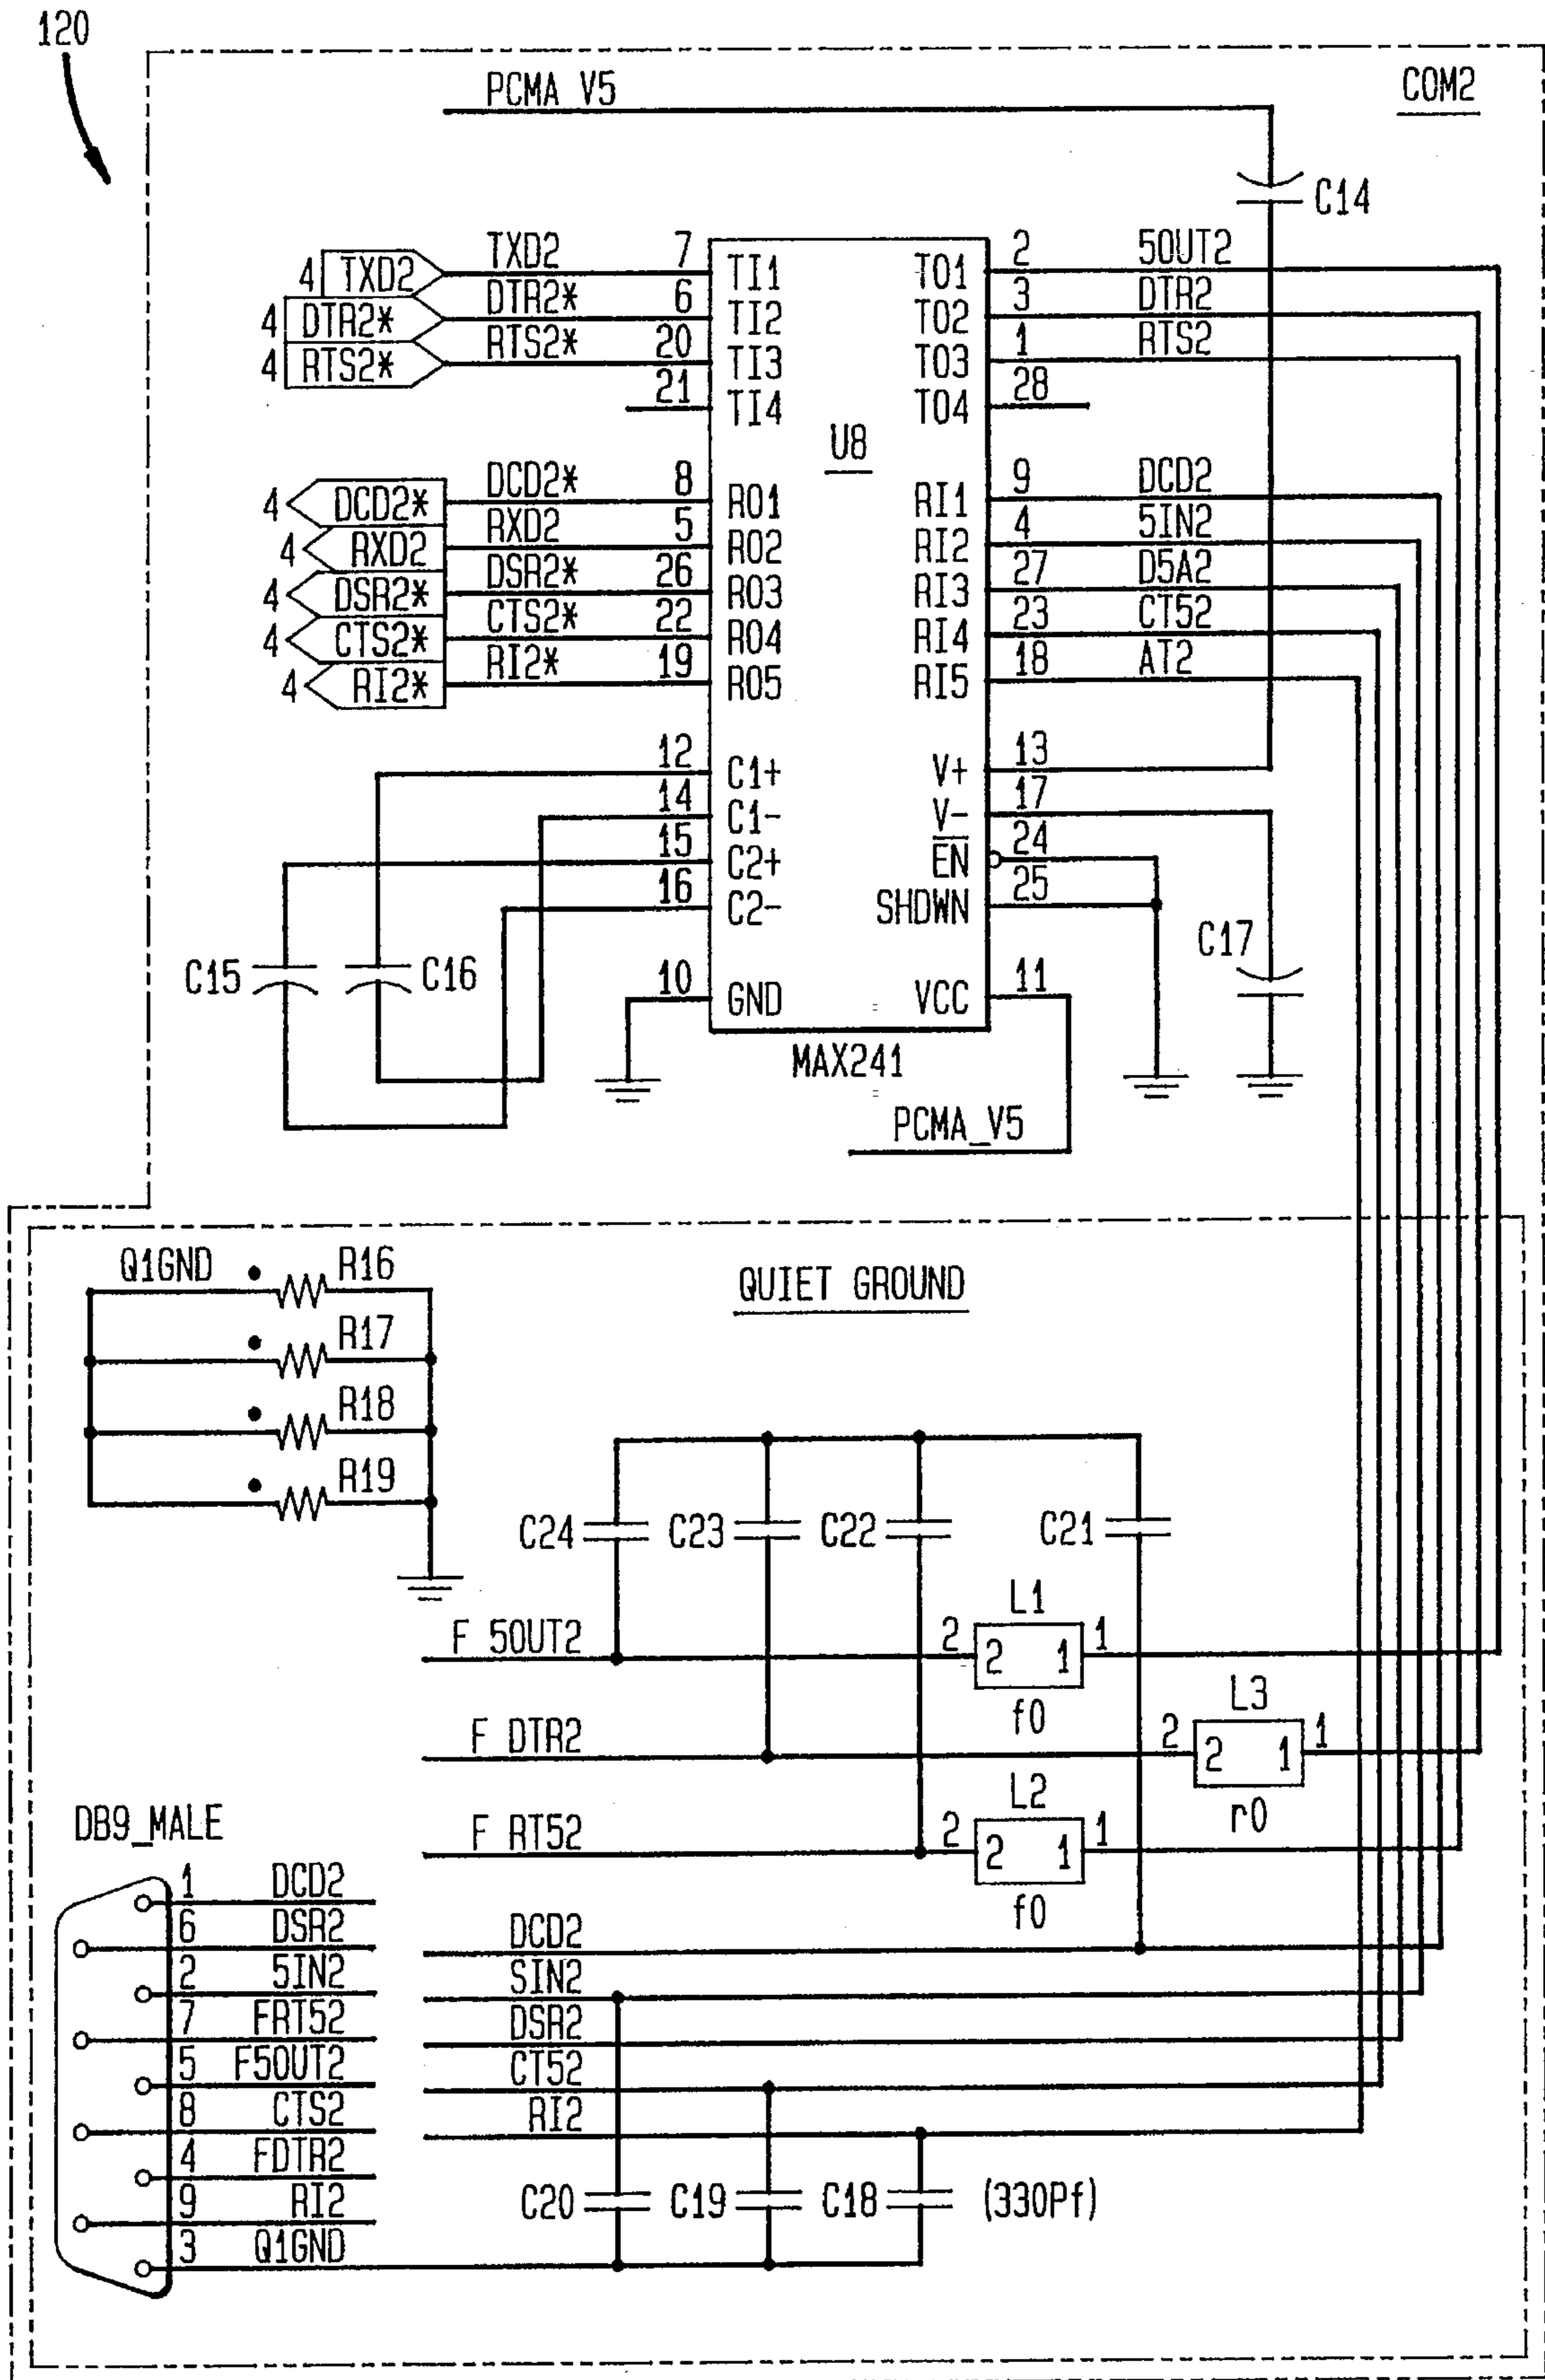 120
PCMA V5
COM2
C14
4 TXD2 TXD2 7 TI1 TO1 2 50UT2
4 DTR2* DTR2* 6 TI2 TO2 3 DTR2
4 RTS2* RTS2* 20 TI3 TO3 1 RTS2
21 TI4 TO4 28
U8
4 DCD2* DCD2* 8 RO1 RI1 9 DCD2
4 RXD2 RXD2 5 RO2 RI2 4 5IN2
4 DSR2* DSR2* 26 RO3 RI3 27 D5A2
4 CTS2* CTS2* 22 RO4 RI4 23 CT52
4 RI2* RI2* 19 RO5 RI5 18 AT2
12 C1+ V+ 13
14 C1- V- 17
15 C2+ EN 24
16 C2- SHDWN 25
C15 C16 C17
10 GND VCC 11
MAX241
PCMA_V5
Q1GND R16
QUIET GROUND
R17
R18
R19
C24 C23 C22 C21
L1
F 50UT2 2 2 1 1
f0
L3
F DTR2 2 2 1 1
r0
L2
F RT52 2 2 1 1
f0
DB9_MALE
1 DCD2
6 DSR2
2 5IN2
7 FRT52
5 F50UT2
8 CTS2
4 FDTR2
9 RI2
3 Q1GND
DCD2
SIN2
DSR2
CT52
RI2
C20 C19 C18 (330Pf)